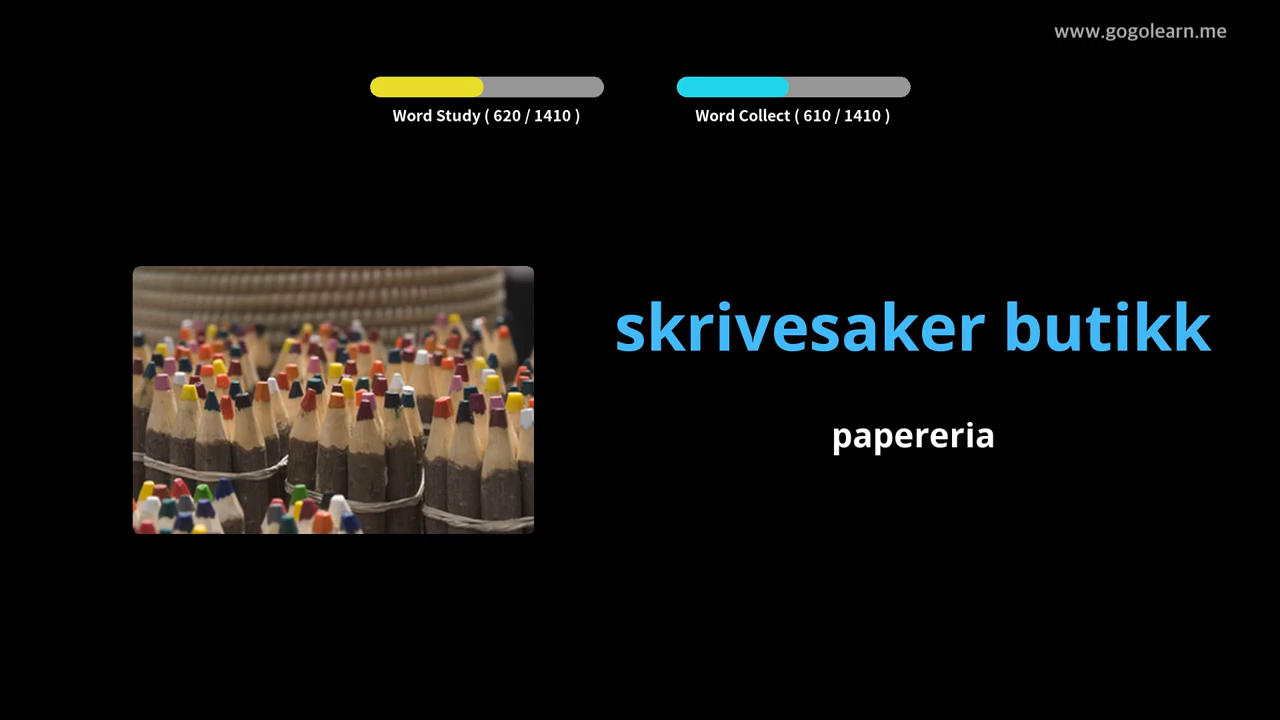 www.gogolearn.me
Word Study ( 620 / 1410 )
Word Collect ( 610 / 1410 )
skrivesaker butikk
papereria